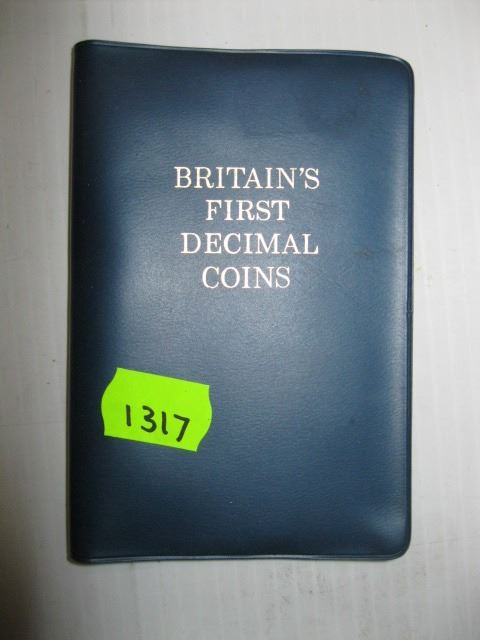 BRITAIN'S
FIRST
DECIMAL
COINS
1317